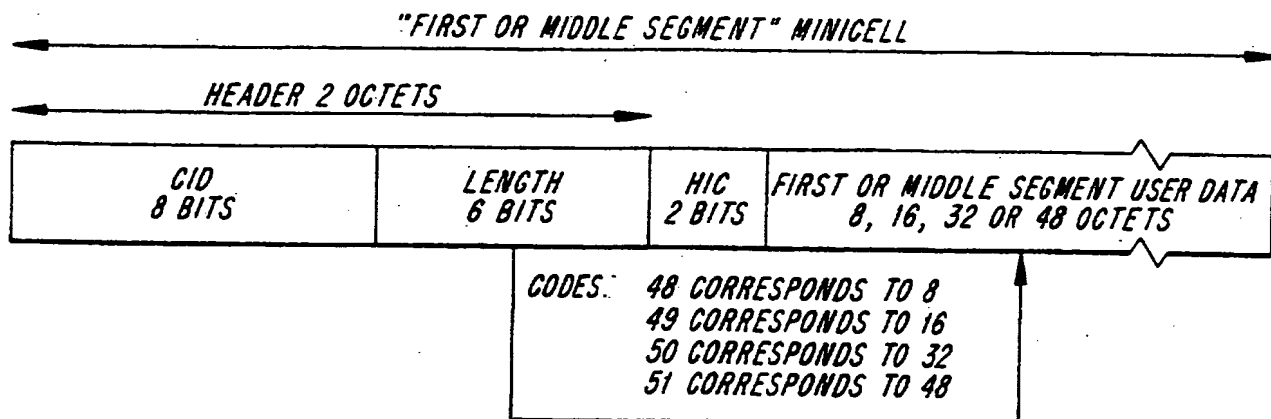 "FIRST OR MIDDLE SEGMENT" MINICELL
HEADER 2 OCTETS
CID
8 BITS
LENGTH
6 BITS
HIC
2 BITS
FIRST OR MIDDLE SEGMENT USER DATA
8, 16, 32 OR 48 OCTETS
CODES: 48 CORRESPONDS TO 8
49 CORRESPONDS TO 16
50 CORRESPONDS TO 32
51 CORRESPONDS TO 48